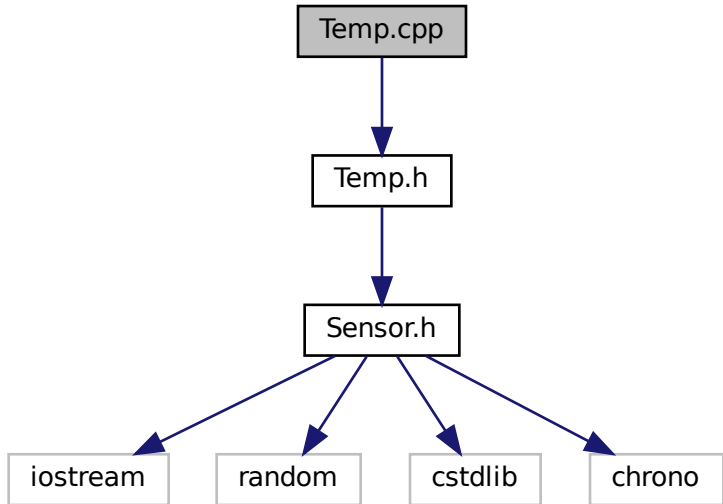 Temp.cpp
Temp.h
Sensor.h
iostream
random
cstdlib
chrono